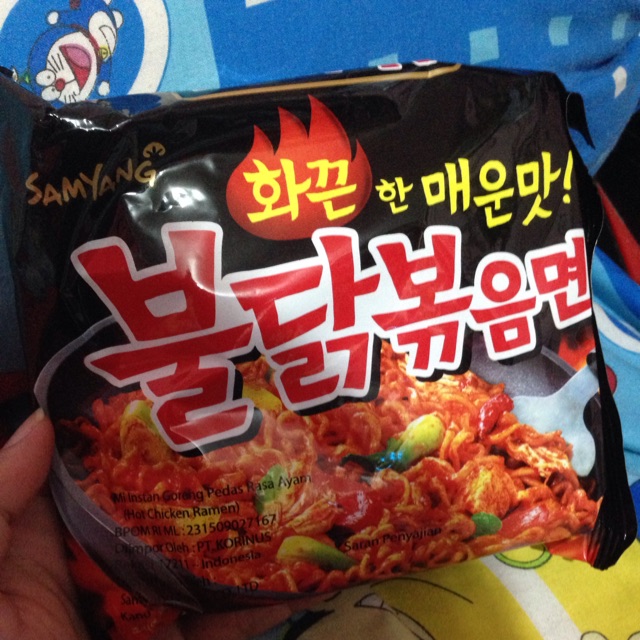 SAMYANG
화끈한 매운맛!
불닭볶음면
Mi Instan Goreng Pedas Rasa Ayam
(Hot Chicken Ramen)
BPOM RI ML : 231509027167
Diimpor Oleh : PT. KORINUS
Indonesia
Saran Penyajian